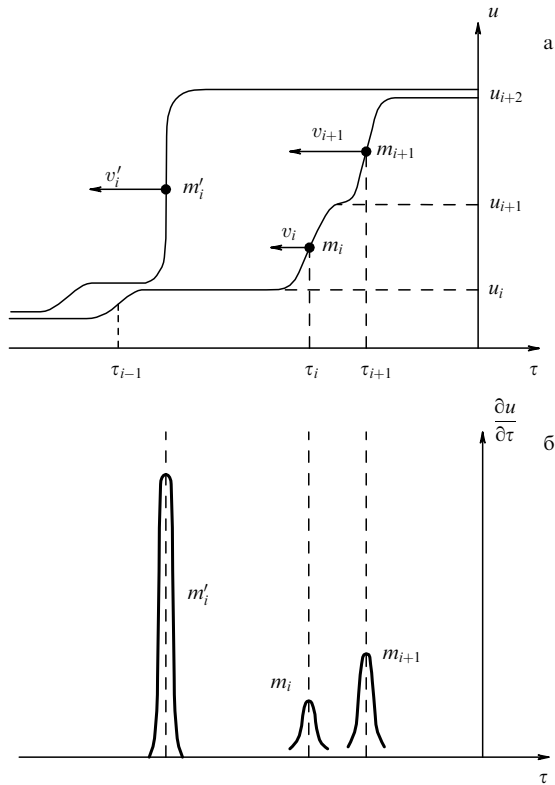 u
а
u_{i+2}
v_{i+1}
m_{i+1}
v'_i
m'_i
u_{i+1}
v_i
m_i
u_i
τ_{i−1}
τ_i
τ_{i+1}
τ
∂u
∂τ
б
m'_i
m_{i+1}
m_i
τ